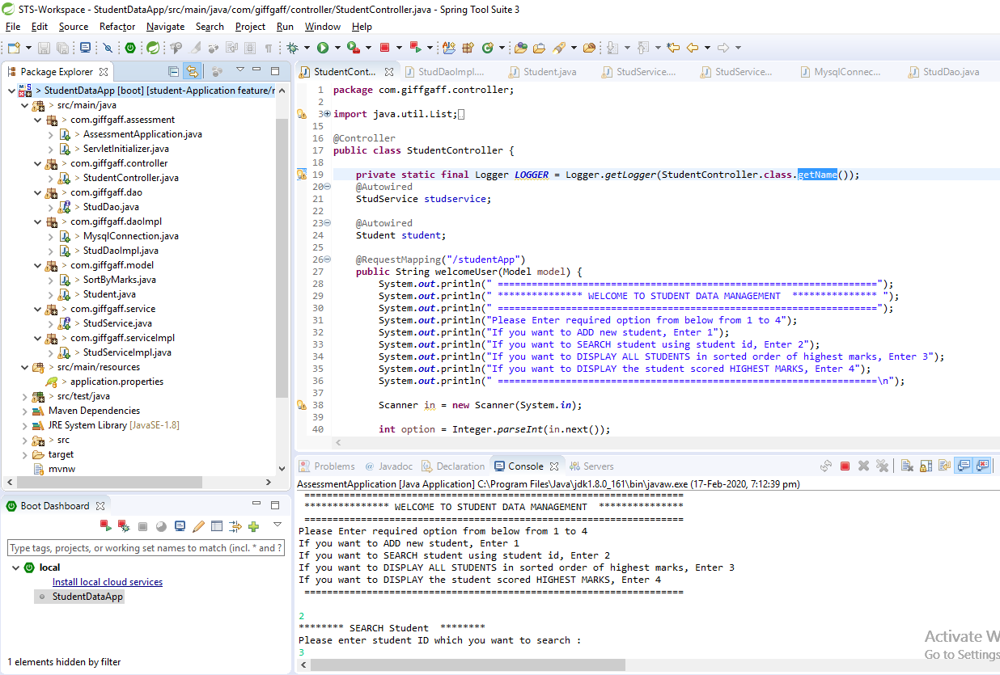 STS-Workspace - StudentDataApp/src/main/java/com/giffgaff/controller/StudentController.java - Spring Tool Suite 3
File Edit Source Refactor Navigate Search Project Run Window Help
Package Explorer
> StudentDataApp [boot] [student-Application feature/r
> src/main/java
> com.giffgaff.assessment
> AssessmentApplication.java
> ServletInitializer.java
> com.giffgaff.controller
> StudentController.java
> com.giffgaff.dao
> StudDao.java
> com.giffgaff.daoImpl
> MysqlConnection.java
> StudDaoImpl.java
> com.giffgaff.model
> SortByMarks.java
> Student.java
> com.giffgaff.service
> StudService.java
> com.giffgaff.serviceImpl
> StudServiceImpl.java
> src/main/resources
> application.properties
> src/test/java
Maven Dependencies
JRE System Library [JavaSE-1.8]
> src
target
mvnw
Boot Dashboard
Type tags, projects, or working set names to match (incl. * and ?
local
Install local cloud services
StudentDataApp
1 elements hidden by filter
StudentCont... StudDaoImpl.... Student.java StudService.... StudService... MysqlConnec... StudDao.java
1 package com.giffgaff.controller;
2
3 import java.util.List;
15
16 @Controller
17 public class StudentController {
18
19 private static final Logger LOGGER = Logger.getLogger(StudentController.class.getName());
20 @Autowired
21 StudService studservice;
22
23 @Autowired
24 Student student;
25
26 @RequestMapping("/studentApp")
27 public String welcomeUser(Model model) {
28 System.out.println(" ===================================================================");
29 System.out.println(" *************** WELCOME TO STUDENT DATA MANAGEMENT  *************** ");
30 System.out.println(" ===================================================================");
31 System.out.println("Please Enter required option from below from 1 to 4");
32 System.out.println("If you want to ADD new student, Enter 1");
33 System.out.println("If you want to SEARCH student using student id, Enter 2");
34 System.out.println("If you want to DISPLAY ALL STUDENTS in sorted order of highest marks, Enter 3");
35 System.out.println("If you want to DISPLAY the student scored HIGHEST MARKS, Enter 4");
36 System.out.println(" ===================================================================\n");
37
38 Scanner in = new Scanner(System.in);
39
40 int option = Integer.parseInt(in.next());
Problems @ Javadoc Declaration Console Servers
AssessmentApplication [Java Application] C:\Program Files\Java\jdk1.8.0_161\bin\javaw.exe (17-Feb-2020, 7:12:39 pm)
===================================================================
*************** WELCOME TO STUDENT DATA MANAGEMENT  ***************
===================================================================
Please Enter required option from below from 1 to 4
If you want to ADD new student, Enter 1
If you want to SEARCH student using student id, Enter 2
If you want to DISPLAY ALL STUDENTS in sorted order of highest marks, Enter 3
If you want to DISPLAY the student scored HIGHEST MARKS, Enter 4
===================================================================
2
******** SEARCH Student  ********
Please enter student ID which you want to search :
3
Activate W
Go to Settings